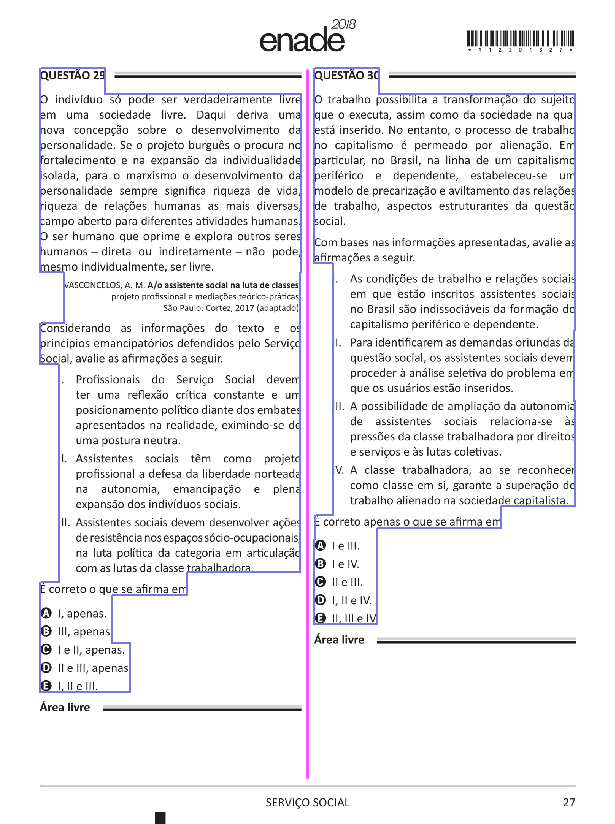 enade 2018
*R12201827*
QUESTÃO 29
O indivíduo só pode ser verdadeiramente livre
em uma sociedade livre. Daqui deriva uma
nova concepção sobre o desenvolvimento da
personalidade. Se o projeto burguês o procura no
fortalecimento e na expansão da individualidade
isolada, para o marxismo o desenvolvimento da
personalidade sempre significa riqueza de vida,
riqueza de relações humanas as mais diversas,
campo aberto para diferentes atividades humanas.
O ser humano que oprime e explora outros seres
humanos – direta ou indiretamente – não pode,
mesmo individualmente, ser livre.
VASCONCELOS, A. M. A/o assistente social na luta de classes
projeto profissional e mediações teórico-práticas
São Paulo: Cortez, 2017 (adaptado)
Considerando as informações do texto e os
princípios emancipatórios defendidos pelo Serviço
Social, avalie as afirmações a seguir.
I. Profissionais do Serviço Social devem
ter uma reflexão crítica constante e um
posicionamento político diante dos embates
apresentados na realidade, eximindo-se de
uma postura neutra.
II. Assistentes sociais têm como projeto
profissional a defesa da liberdade norteada
na autonomia, emancipação e plena
expansão dos indivíduos sociais.
III. Assistentes sociais devem desenvolver ações
de resistência nos espaços sócio-ocupacionais,
na luta política da categoria em articulação
com as lutas da classe trabalhadora.
É correto o que se afirma em
A I, apenas.
B III, apenas
C I e II, apenas.
D II e III, apenas
E I, II e III.
Área livre
QUESTÃO 30
O trabalho possibilita a transformação do sujeito
que o executa, assim como da sociedade na qual
está inserido. No entanto, o processo de trabalho
no capitalismo é permeado por alienação. Em
particular, no Brasil, na linha de um capitalismo
periférico e dependente, estabeleceu-se um
modelo de precarização e aviltamento das relações
de trabalho, aspectos estruturantes da questão
social.
Com bases nas informações apresentadas, avalie as
afirmações a seguir.
I. As condições de trabalho e relações sociais
em que estão inscritos assistentes sociais
no Brasil são indissociáveis da formação do
capitalismo periférico e dependente.
II. Para identificarem as demandas oriundas da
questão social, os assistentes sociais devem
proceder à análise seletiva do problema em
que os usuários estão inseridos.
III. A possibilidade de ampliação da autonomia
de assistentes sociais relaciona-se às
pressões da classe trabalhadora por direitos
e serviços e às lutas coletivas.
IV. A classe trabalhadora, ao se reconhecer
como classe em si, garante a superação do
trabalho alienado na sociedade capitalista.
É correto apenas o que se afirma em
A I e III.
B I e IV.
C II e III.
D I, II e IV.
E II, III e IV
Área livre
SERVIÇO SOCIAL
27